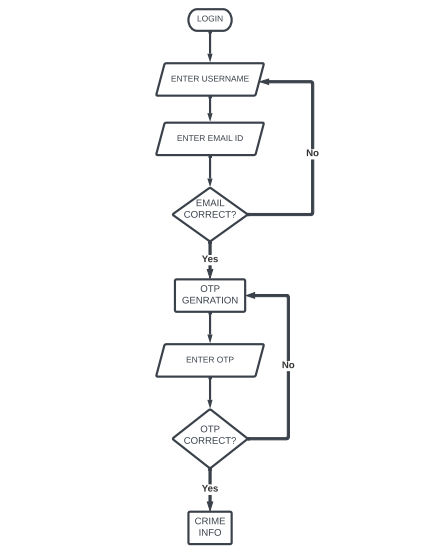 LOGIN
ENTER USERNAME
ENTER EMAIL ID
No
EMAIL
CORRECT?
Yes
OTP
GENRATION
ENTER OTP
No
OTP
CORRECT?
Yes
CRIME
INFO